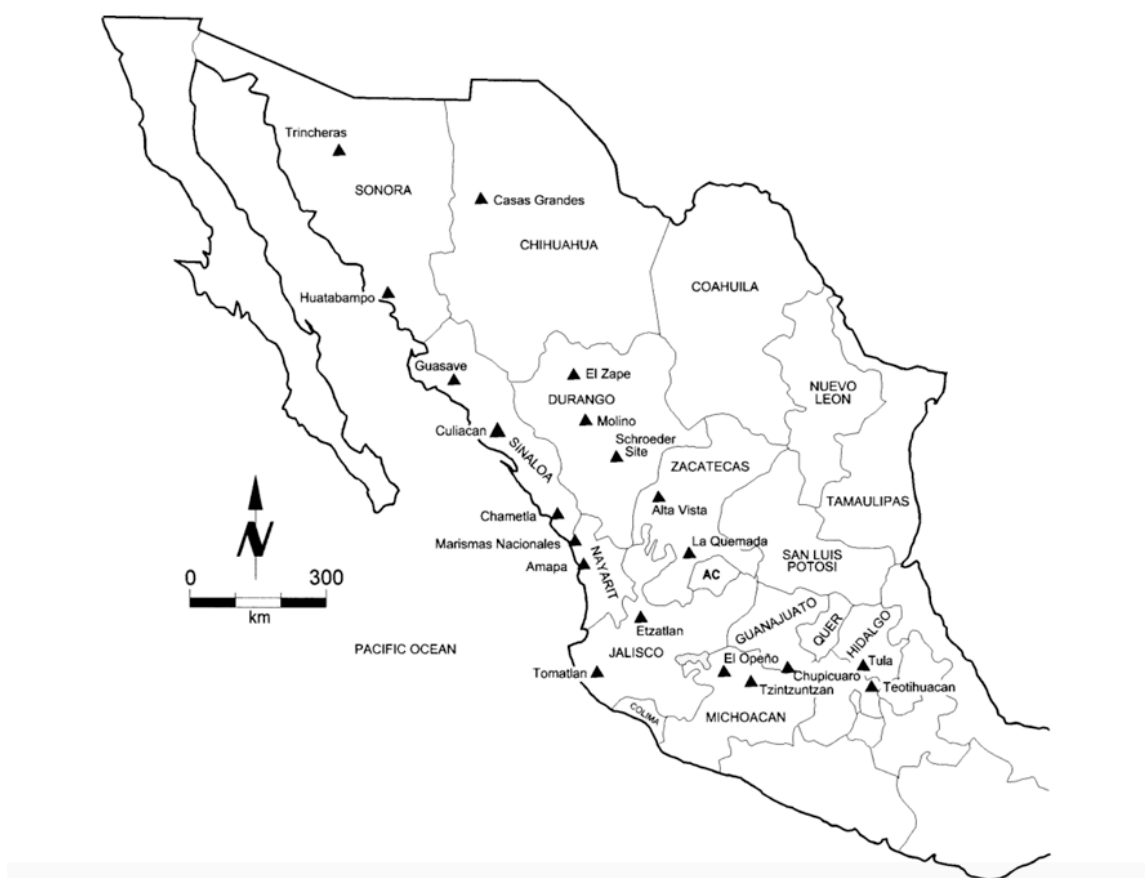 Trincheras
SONORA
Casas Grandes
CHIHUAHUA
COAHUILA
Huatabampo
Guasave
El Zape
DURANGO
NUEVO
LEON
Molino
Culiacan
Schroeder
Site
SINALOA
ZACATECAS
TAMAULIPAS
Alta Vista
Chametla
Marismas Nacionales
La Quemada
N
SAN LUIS
POTOSI
Amapa
NAYARIT
AC
0 300
km
GUANAJUATO
QUER
HIDALGO
Etzatlan
PACIFIC OCEAN
JALISCO
El Opeño
Tula
Tomatlan
Chupicuaro
Teotihuacan
Tzintzuntzan
COLIMA
MICHOACAN